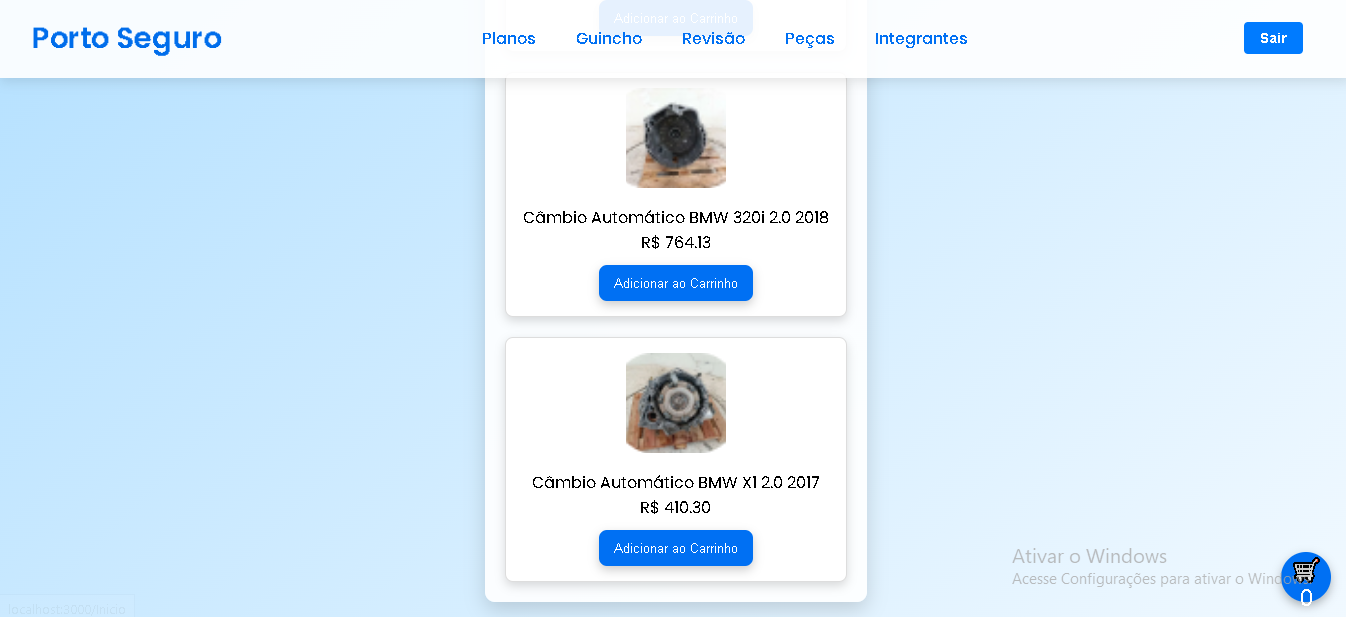 Adicionar ao Carrinho
Porto Seguro
Planos
Guincho
Revisão
Peças
Integrantes
Sair
Câmbio Automático BMW 320i 2.0 2018
R$ 764.13
Adicionar ao Carrinho
Câmbio Automático BMW X1 2.0 2017
R$ 410.30
Adicionar ao Carrinho
Ativar o Windows
Acesse Configurações para ativar o Windows.
0
localhost:3000/Inicio